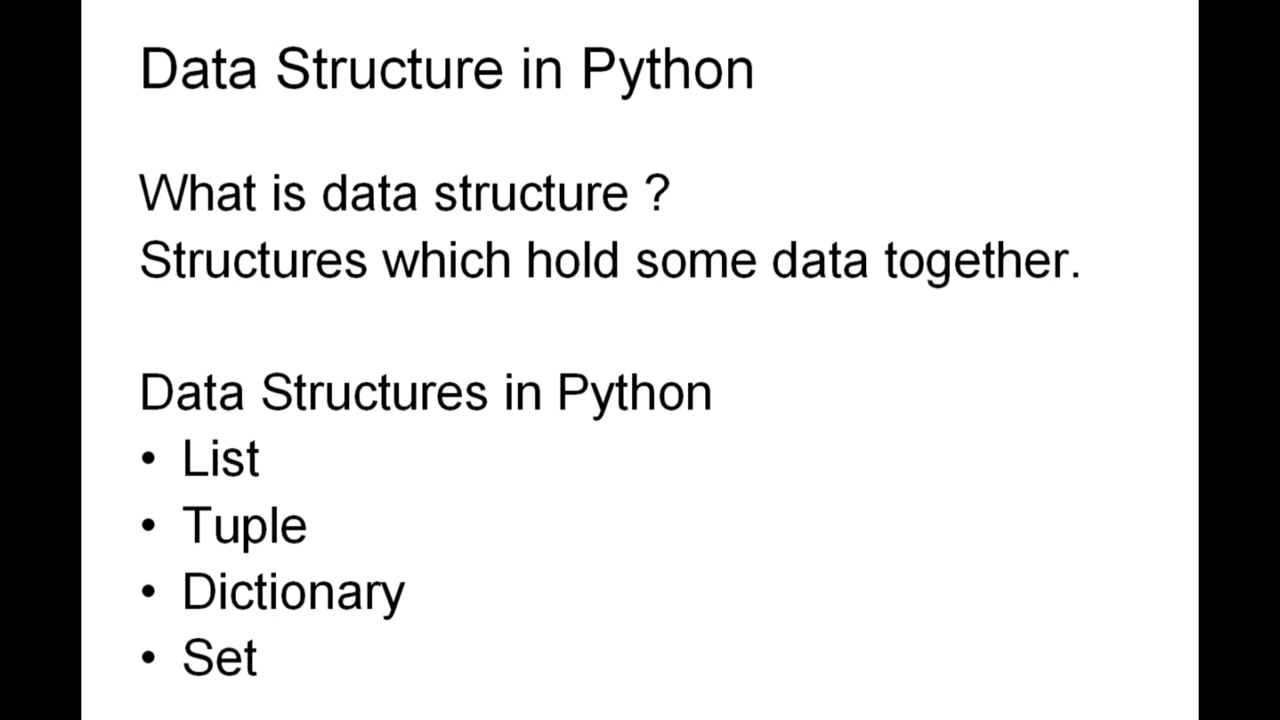 Data Structure in Python
What is data structure ?
Structures which hold some data together.
Data Structures in Python
• List
• Tuple
• Dictionary
• Set